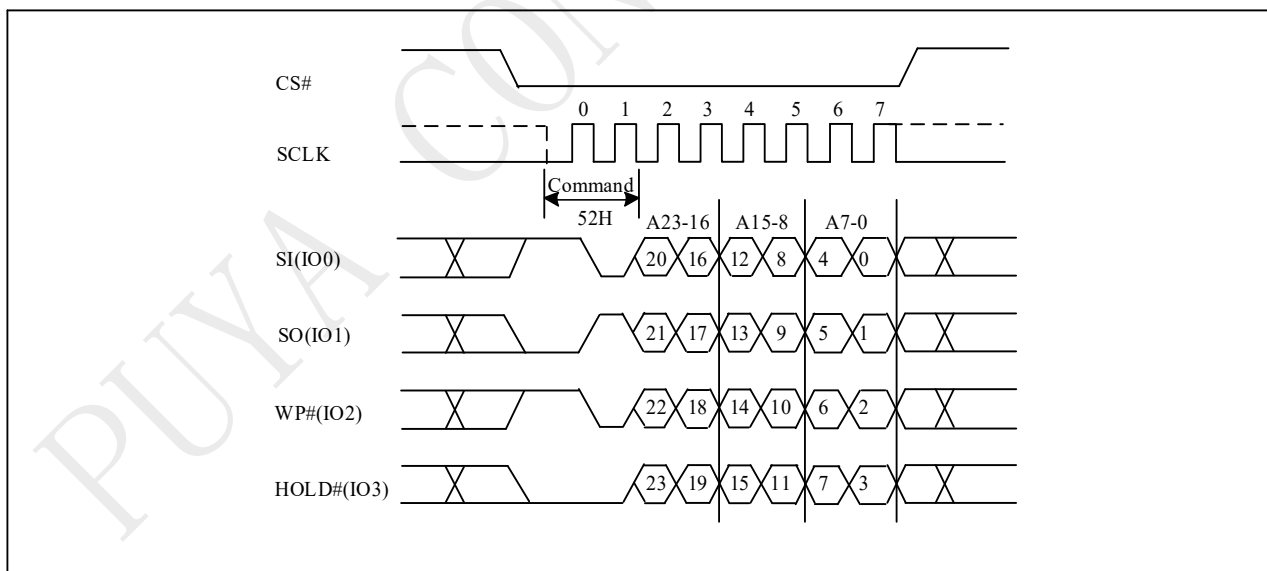 PUYA CON
CS#
0 1 2 3 4 5 6 7
SCLK
Command
52H
A23-16 A15-8 A7-0
SI(IO0) 20 16 12 8 4 0
SO(IO1) 21 17 13 9 5 1
WP#(IO2) 22 18 14 10 6 2
HOLD#(IO3) 23 19 15 11 7 3